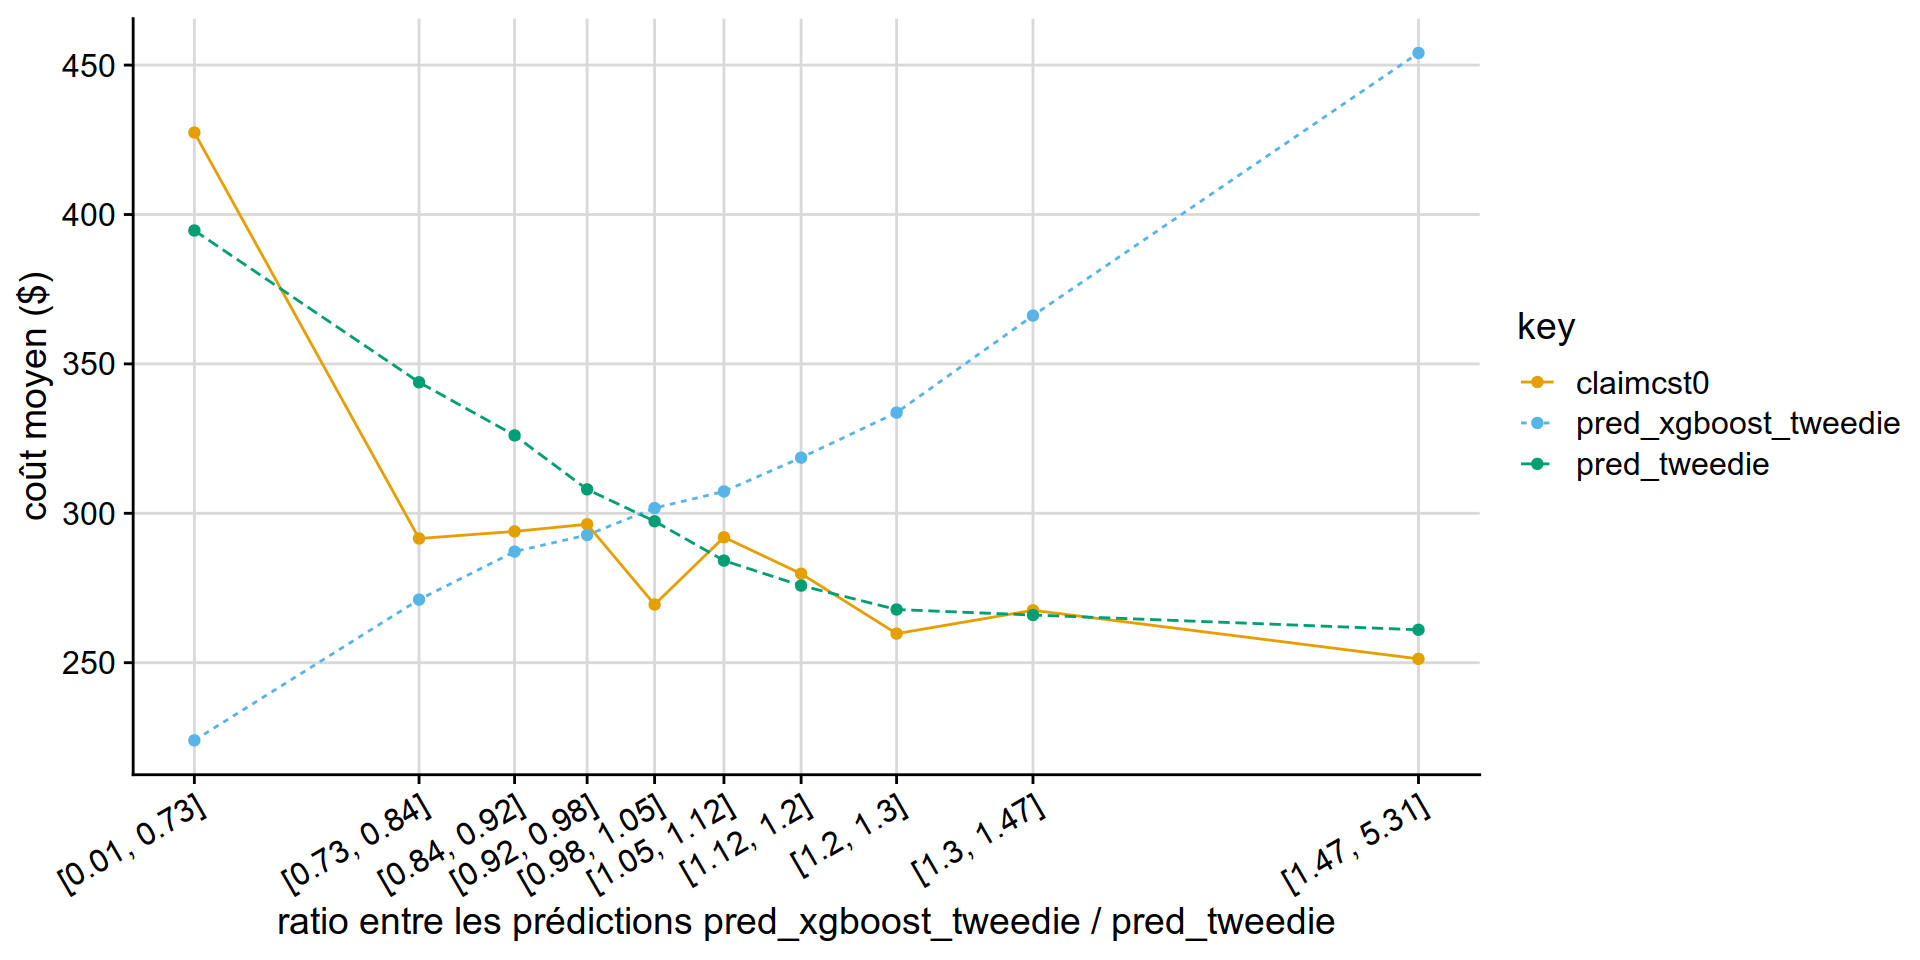 coût moyen ($)
450
400
350
300
250
[0.01, 0.73]
[0.73, 0.84]
[0.84, 0.92]
[0.92, 0.98]
[0.98, 1.05]
[1.05, 1.12]
[1.12, 1.2]
[1.2, 1.3]
[1.3, 1.47]
[1.47, 5.31]
ratio entre les prédictions pred_xgboost_tweedie / pred_tweedie
key
claimcst0
pred_xgboost_tweedie
pred_tweedie